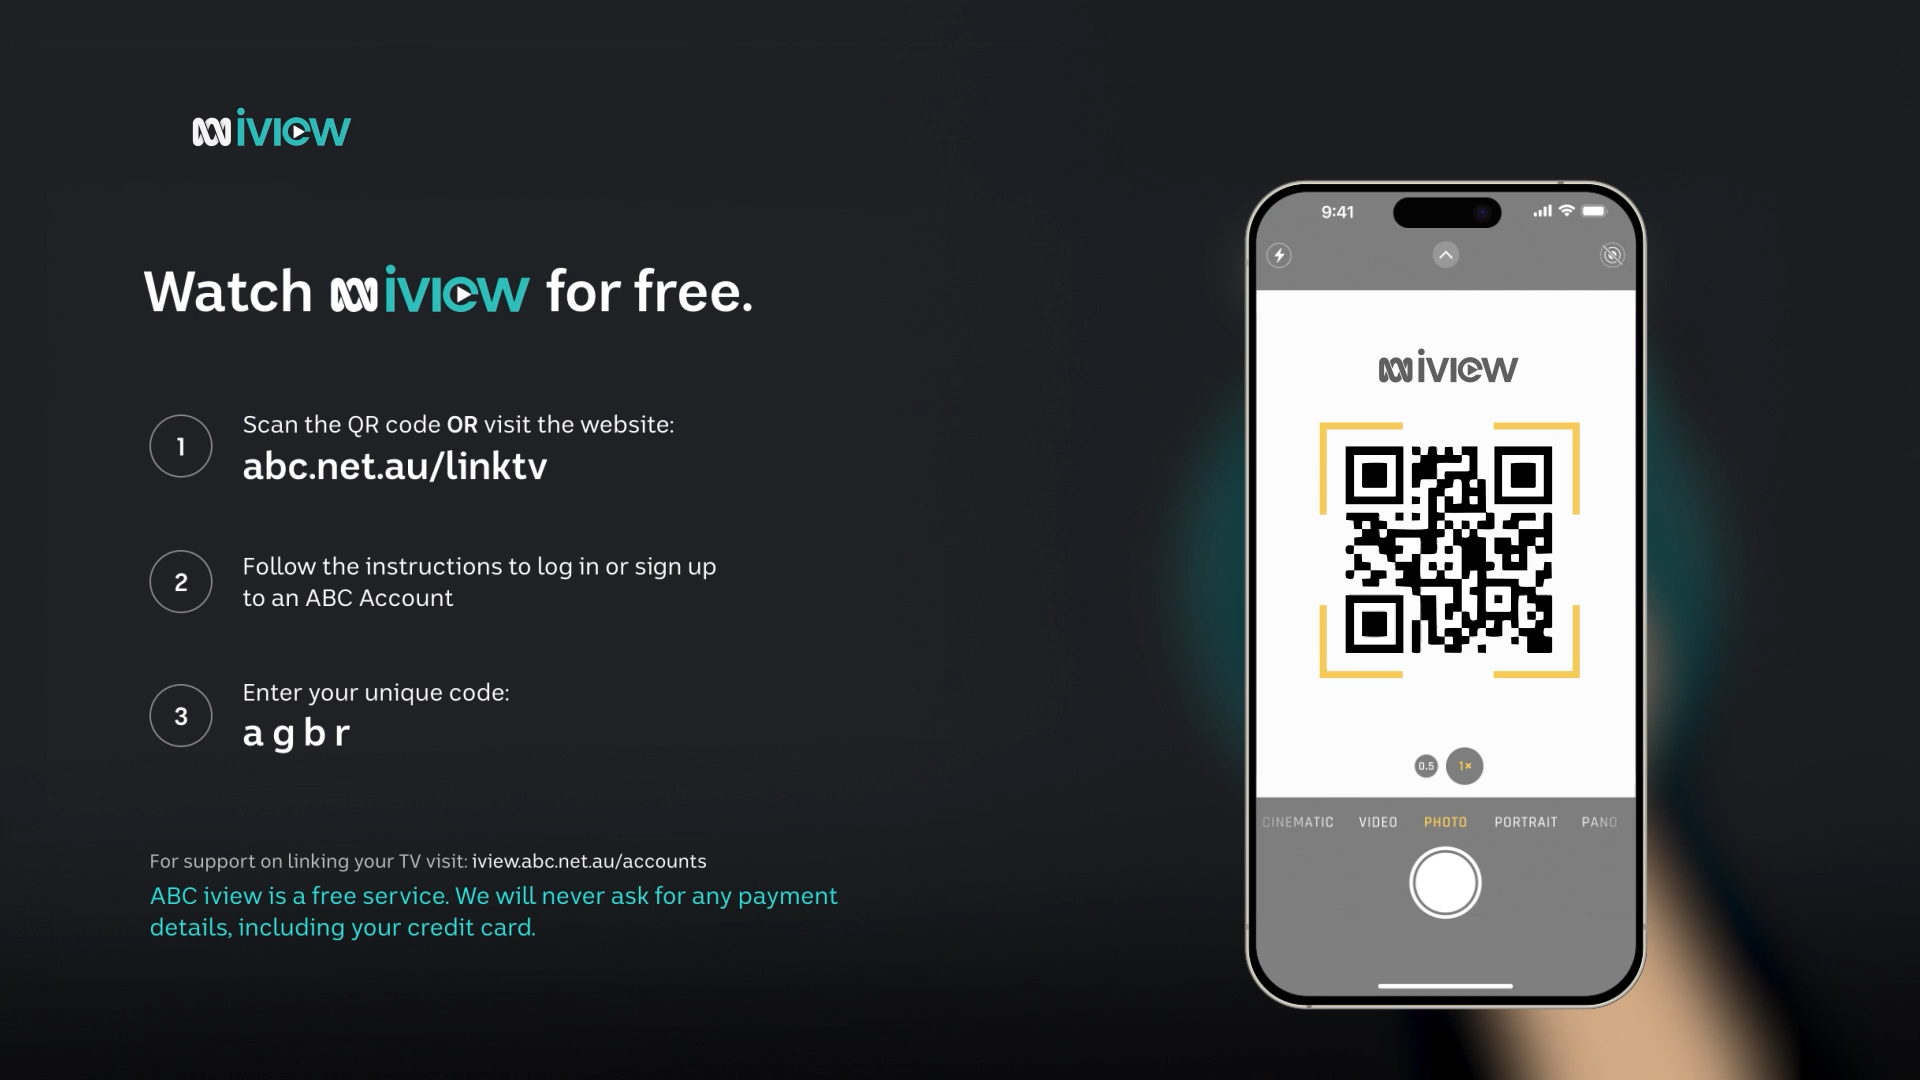 iview
Watch iview for free.
1
Scan the QR code OR visit the website:
abc.net.au/linktv
2
Follow the instructions to log in or sign up
to an ABC Account
3
Enter your unique code:
agbr
For support on linking your TV visit: iview.abc.net.au/accounts
ABC iview is a free service. We will never ask for any payment
details, including your credit card.
9:41
iview
0.5 1×
CINEMATIC VIDEO PHOTO PORTRAIT PANO